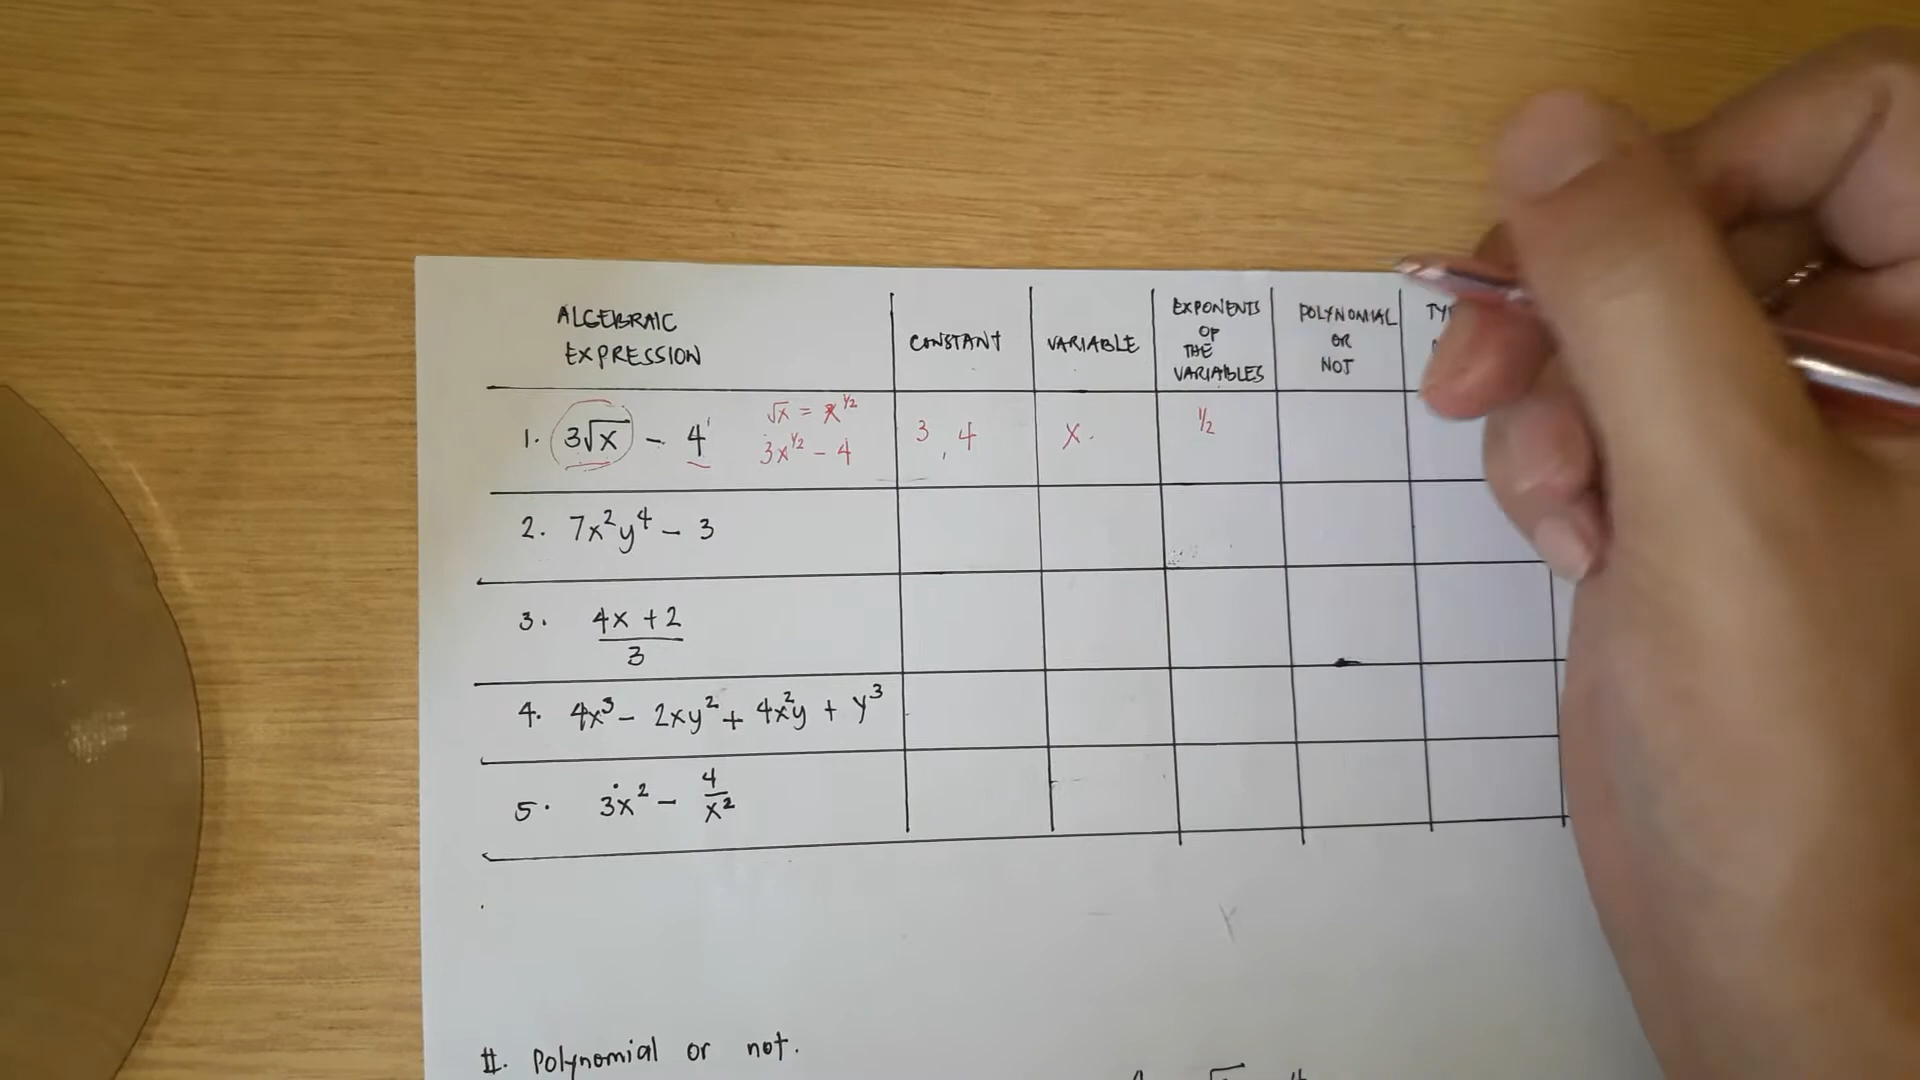 ALGEBRAIC
EXPRESSION
CONSTANT
VARIABLE
EXPONENTS
OF
THE
VARIABLES
POLYNOMIAL
OR
NOT
1. 3√x - 4
√x = x^1/2
3x^1/2 - 4
3, 4
x.
1/2
2. 7x²y⁴ - 3
3. 4x + 2
3
4. 4x³ - 2xy² + 4x²y + y³
5. 3x² - 4/x²
II. Polynomial or not.